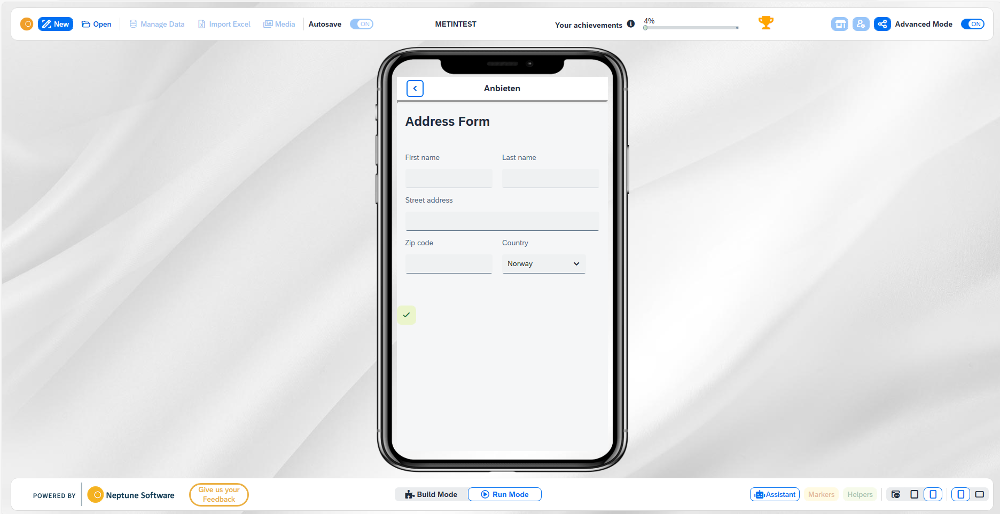 New Open Manage Data Import Excel Media Autosave ON METINTEST Your achievements 4% Advanced Mode ON
Anbieten
Address Form
First name Last name
Street address
Zip code Country
Norway
POWERED BY Neptune Software Give us your
Feedback
Build Mode Run Mode Assistant Markers Helpers